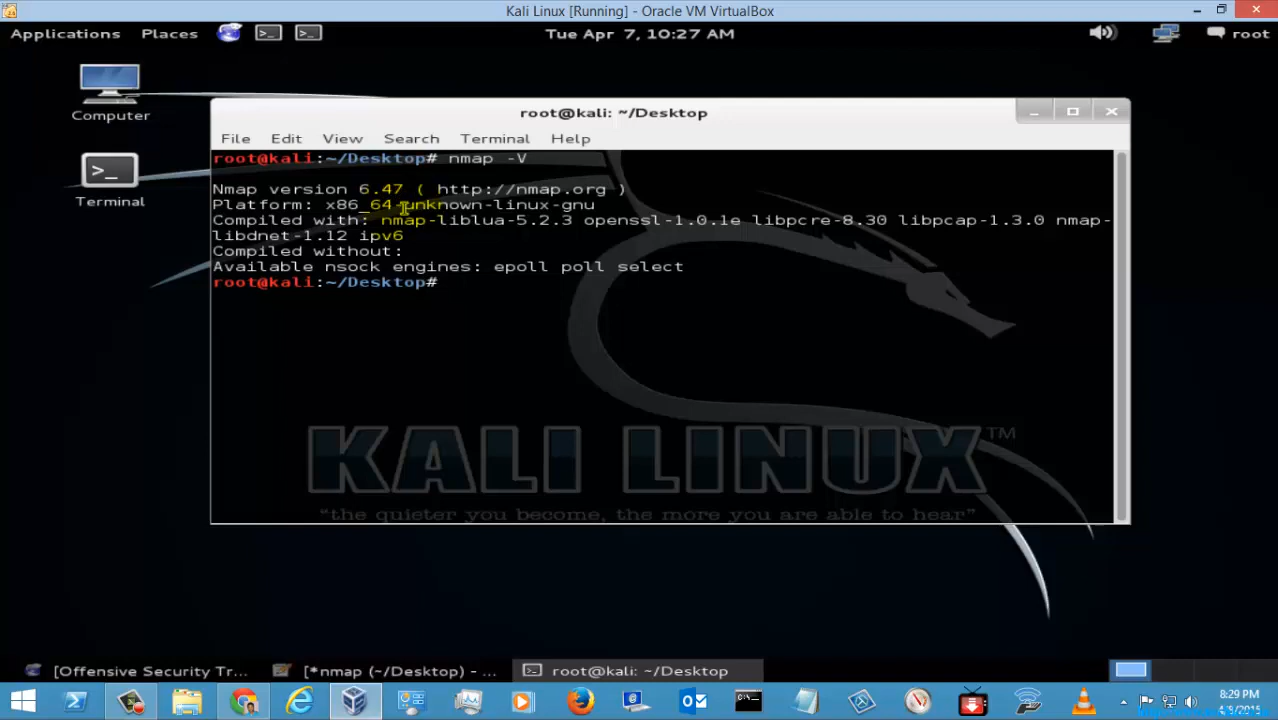 Kali Linux [Running] - Oracle VM VirtualBox
Applications Places Tue Apr 7, 10:27 AM root
Computer
Terminal
root@kali: ~/Desktop
File Edit View Search Terminal Help
root@kali:~/Desktop# nmap -V
Nmap version 6.47 ( http://nmap.org )
Platform: x86_64-unknown-linux-gnu
Compiled with: nmap-liblua-5.2.3 openssl-1.0.1e libpcre-8.30 libpcap-1.3.0 nmap-
libdnet-1.12 ipv6
Compiled without:
Available nsock engines: epoll poll select
root@kali:~/Desktop#
KALI LINUX™
“the quieter you become, the more you are able to hear”
[Offensive Security Tr... [*nmap (~/Desktop) - ... root@kali: ~/Desktop
8:29 PM